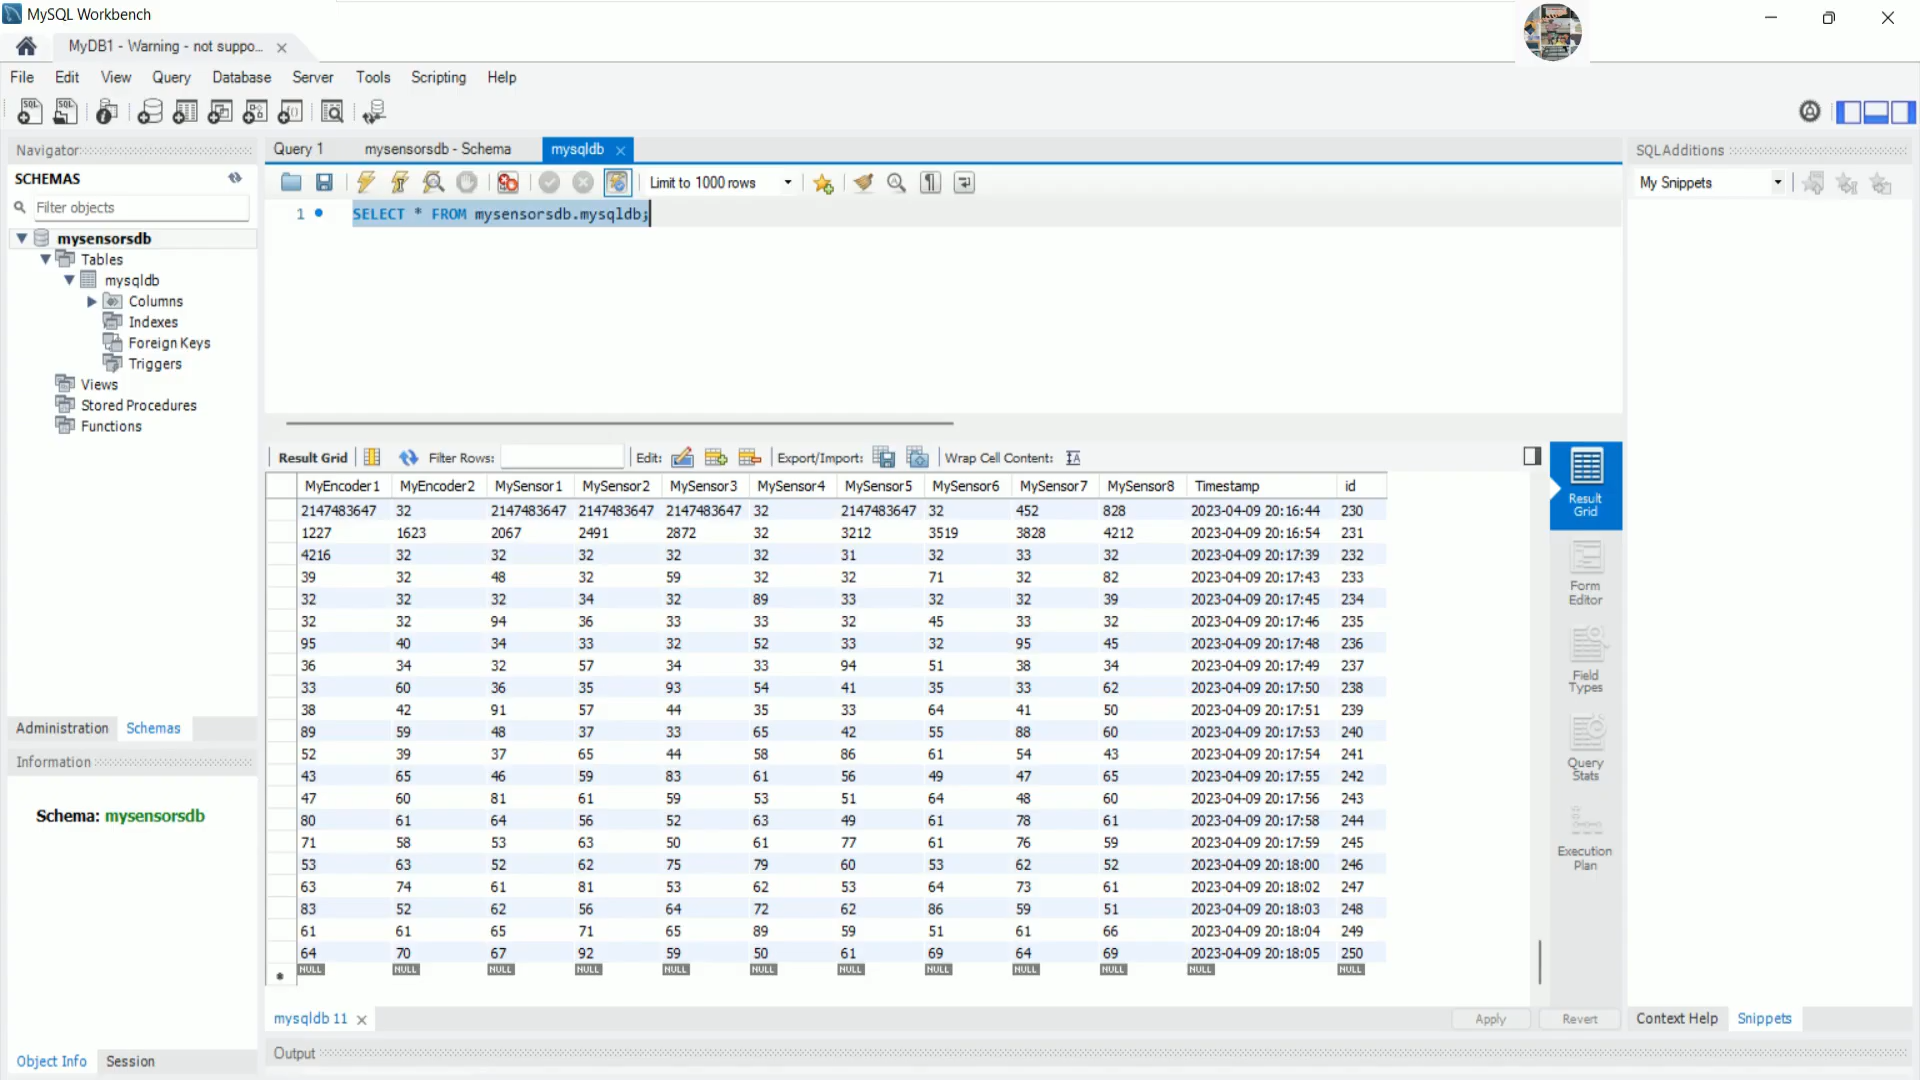 MySQL Workbench
MyDB1 - Warning - not suppo...
File Edit View Query Database Server Tools Scripting Help
Navigator
SCHEMAS
Filter objects
mysensorsdb
Tables
mysqldb
Columns
Indexes
Foreign Keys
Triggers
Views
Stored Procedures
Functions
Administration Schemas
Information
Schema: mysensorsdb
Object Info Session
Query 1 mysensorsdb - Schema mysqldb
Limit to 1000 rows
1 SELECT * FROM mysensorsdb.mysqldb;
Result Grid Filter Rows: Edit: Export/Import: Wrap Cell Content:
MyEncoder1 MyEncoder2 MySensor1 MySensor2 MySensor3 MySensor4 MySensor5 MySensor6 MySensor7 MySensor8 Timestamp id
2147483647 32 2147483647 2147483647 2147483647 32 2147483647 32 452 828 2023-04-09 20:16:44 230
1227 1623 2067 2491 2872 32 3212 3519 3828 4212 2023-04-09 20:16:54 231
4216 32 32 32 32 32 31 32 33 32 2023-04-09 20:17:39 232
39 32 48 32 59 32 32 71 32 82 2023-04-09 20:17:43 233
32 32 32 34 32 89 33 32 32 39 2023-04-09 20:17:45 234
32 32 94 36 33 33 32 45 33 32 2023-04-09 20:17:46 235
95 40 34 33 32 52 33 32 95 45 2023-04-09 20:17:48 236
36 34 32 57 34 33 94 51 38 34 2023-04-09 20:17:49 237
33 60 36 35 93 54 41 35 33 62 2023-04-09 20:17:50 238
38 42 91 57 44 35 33 64 41 50 2023-04-09 20:17:51 239
89 59 48 37 33 65 42 55 88 60 2023-04-09 20:17:53 240
52 39 37 65 44 58 86 61 54 43 2023-04-09 20:17:54 241
43 65 46 59 83 61 56 49 47 65 2023-04-09 20:17:55 242
47 60 81 61 59 53 51 64 48 60 2023-04-09 20:17:56 243
80 61 64 56 52 63 49 61 78 61 2023-04-09 20:17:58 244
71 58 53 63 50 61 77 61 76 59 2023-04-09 20:17:59 245
53 63 52 62 75 79 60 53 62 52 2023-04-09 20:18:00 246
63 74 61 81 53 62 53 64 73 61 2023-04-09 20:18:02 247
83 52 62 56 64 72 62 86 59 51 2023-04-09 20:18:03 248
61 61 65 71 65 89 59 51 61 66 2023-04-09 20:18:04 249
64 70 67 92 59 50 61 69 64 69 2023-04-09 20:18:05 250
NULL NULL NULL NULL NULL NULL NULL NULL NULL NULL NULL NULL
mysqldb 11
Apply Revert
Output
Result
Grid
Form
Editor
Field
Types
Query
Stats
Execution
Plan
SQLAdditions
My Snippets
Context Help Snippets